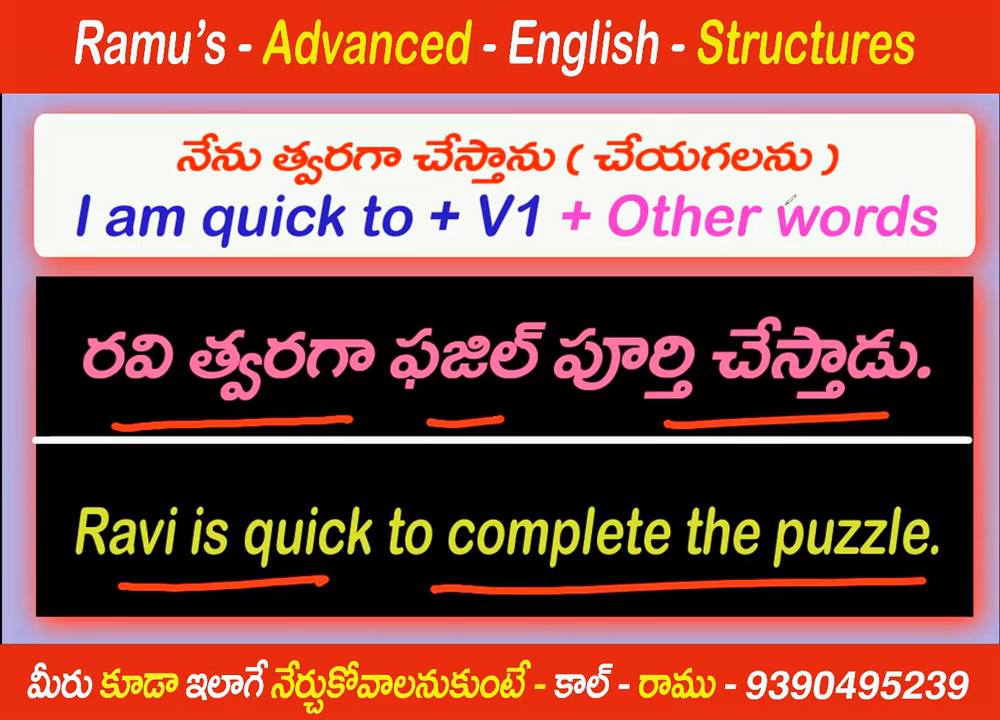 Ramu's - Advanced - English - Structures
నేను త్వరగా చేస్తాను ( చేయగలను )
I am quick to + V1 + Other words
రవి త్వరగా ఫజిల్ పూర్తి చేస్తాడు.
Ravi is quick to complete the puzzle.
మీరు కూడా ఇలాగే నేర్చుకోవాలనుకుంటే - కాల్ - రాము - 9390495239